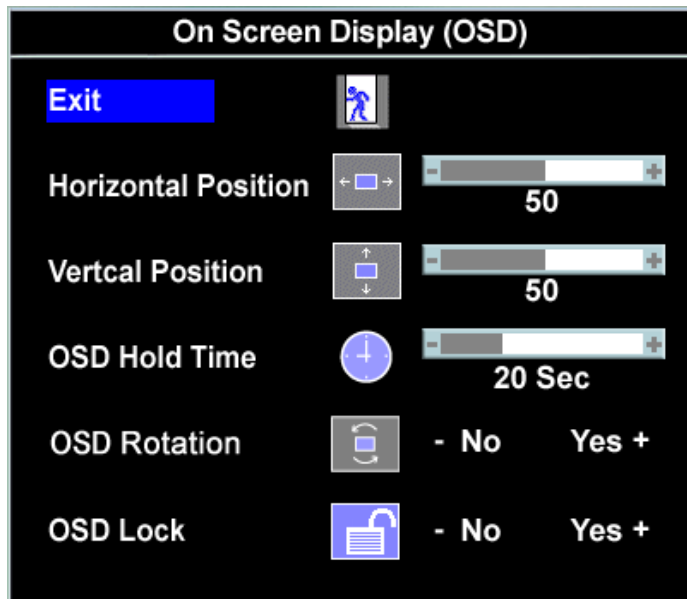 On Screen Display (OSD)
Exit
Horizontal Position - +
50
Vertcal Position - +
50
OSD Hold Time - +
20 Sec
OSD Rotation - No Yes +
OSD Lock - No Yes +